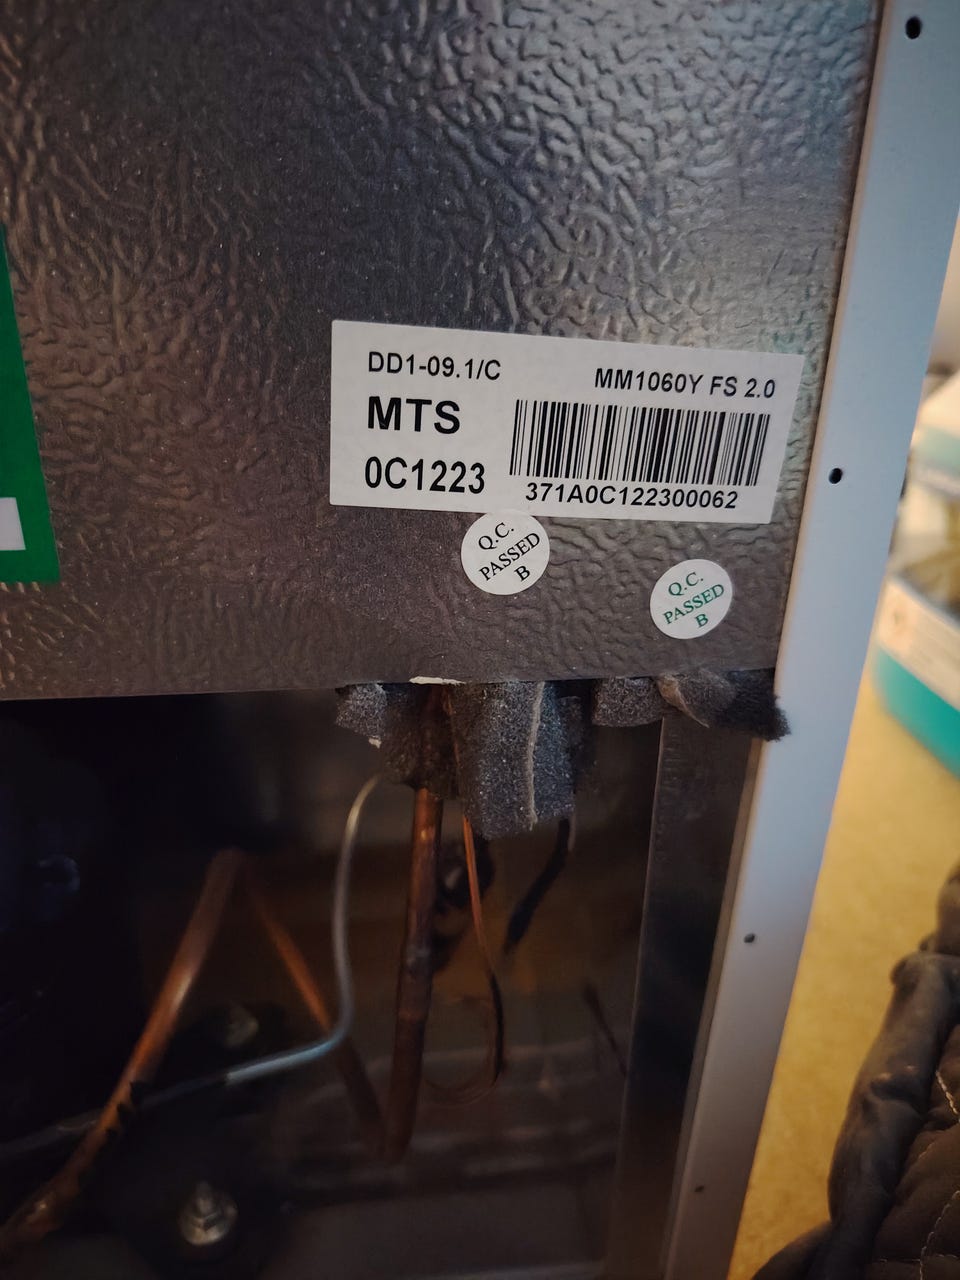 DD1-09.1/C
MM1060Y FS 2.0
MTS
0C1223
371A0C122300062
Q.C.
PASSED
B
Q.C.
PASSED
B